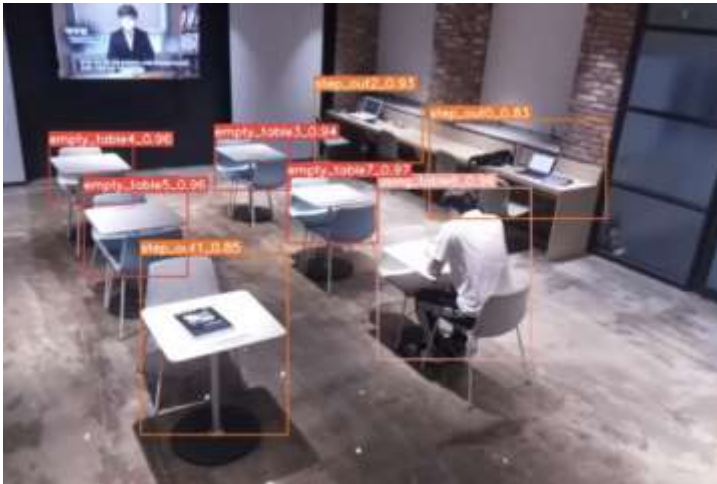 step_out2_0.93
step_out0_0.83
empty_table3_0.94
empty_table4_0.96
empty_table7_0.97
empty_table5_0.96
step_out1_0.85